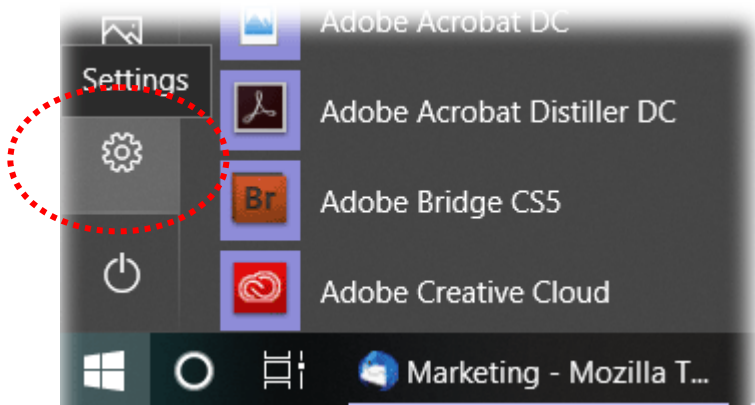 Adobe Acrobat DC
Settings
Adobe Acrobat Distiller DC
Br
Adobe Bridge CS5
Adobe Creative Cloud
Marketing - Mozilla T...